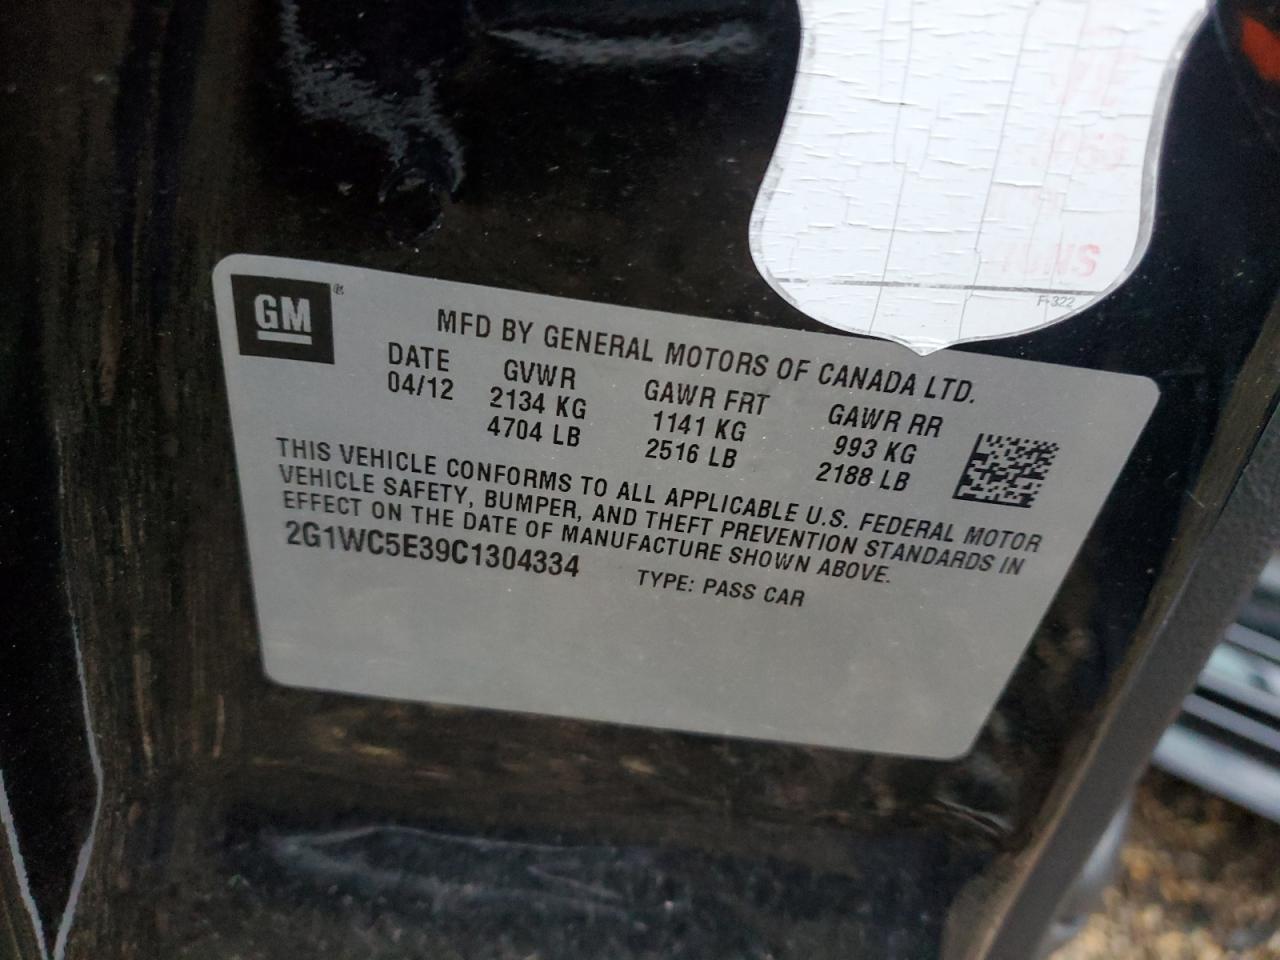 F-322
GM®
MFD BY GENERAL MOTORS OF CANADA LTD.
DATE GVWR GAWR FRT GAWR RR
04/12 2134 KG 1141 KG 993 KG
4704 LB 2516 LB 2188 LB
THIS VEHICLE CONFORMS TO ALL APPLICABLE U.S. FEDERAL MOTOR
VEHICLE SAFETY, BUMPER, AND THEFT PREVENTION STANDARDS IN
EFFECT ON THE DATE OF MANUFACTURE SHOWN ABOVE.
2G1WC5E39C1304334 TYPE: PASS CAR